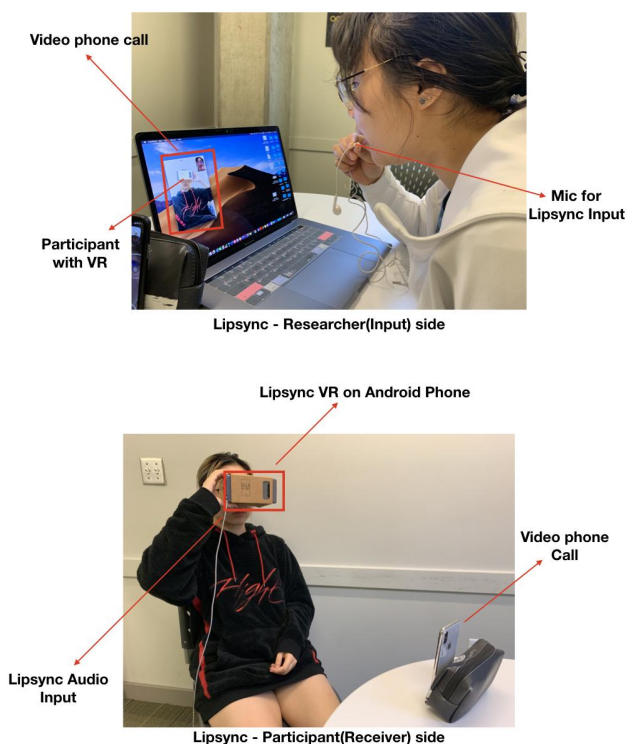 Video phone call
Mic for
Lipsync Input
Participant
with VR
Lipsync - Researcher(Input) side
Lipsync VR on Android Phone
Hight
Video phone
Call
Lipsync Audio
Input
Lipsync - Participant(Receiver) side